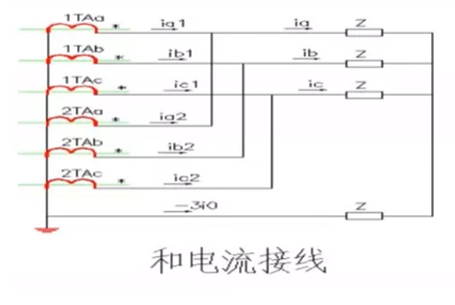 1TAa * ia1 ia Z
1TAb * ib1 ib Z
1TAc * ic1 ic Z
2TAa * ia2
2TAb * ib2
2TAc * ic2
-3i0 Z
和电流接线